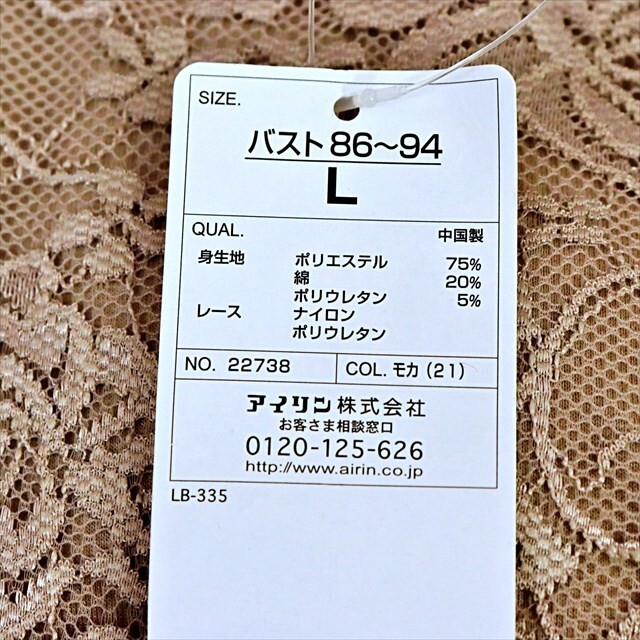 SIZE.
バスト 86〜94
L
QUAL. 中国製
身生地 ポリエステル 75%
綿 20%
ポリウレタン 5%
レース ナイロン
ポリウレタン
NO. 22738 COL. モカ (21)
アイリン株式会社
お客さま相談窓口
0120-125-626
http://www.airin.co.jp
LB-335